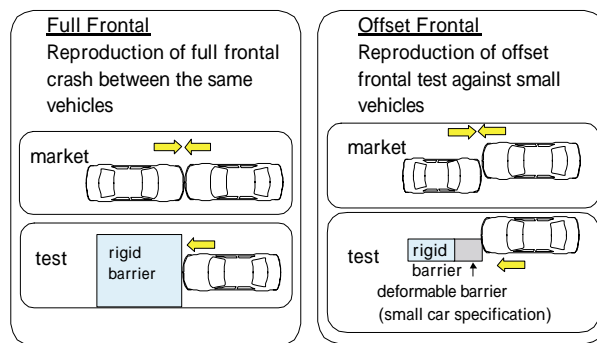 Full Frontal
Reproduction of full frontal
crash between the same
vehicles
market
test
rigid
barrier
Offset Frontal
Reproduction of offset
frontal test against small
vehicles
market
test
rigid
barrier
deformable barrier
(small car specification)